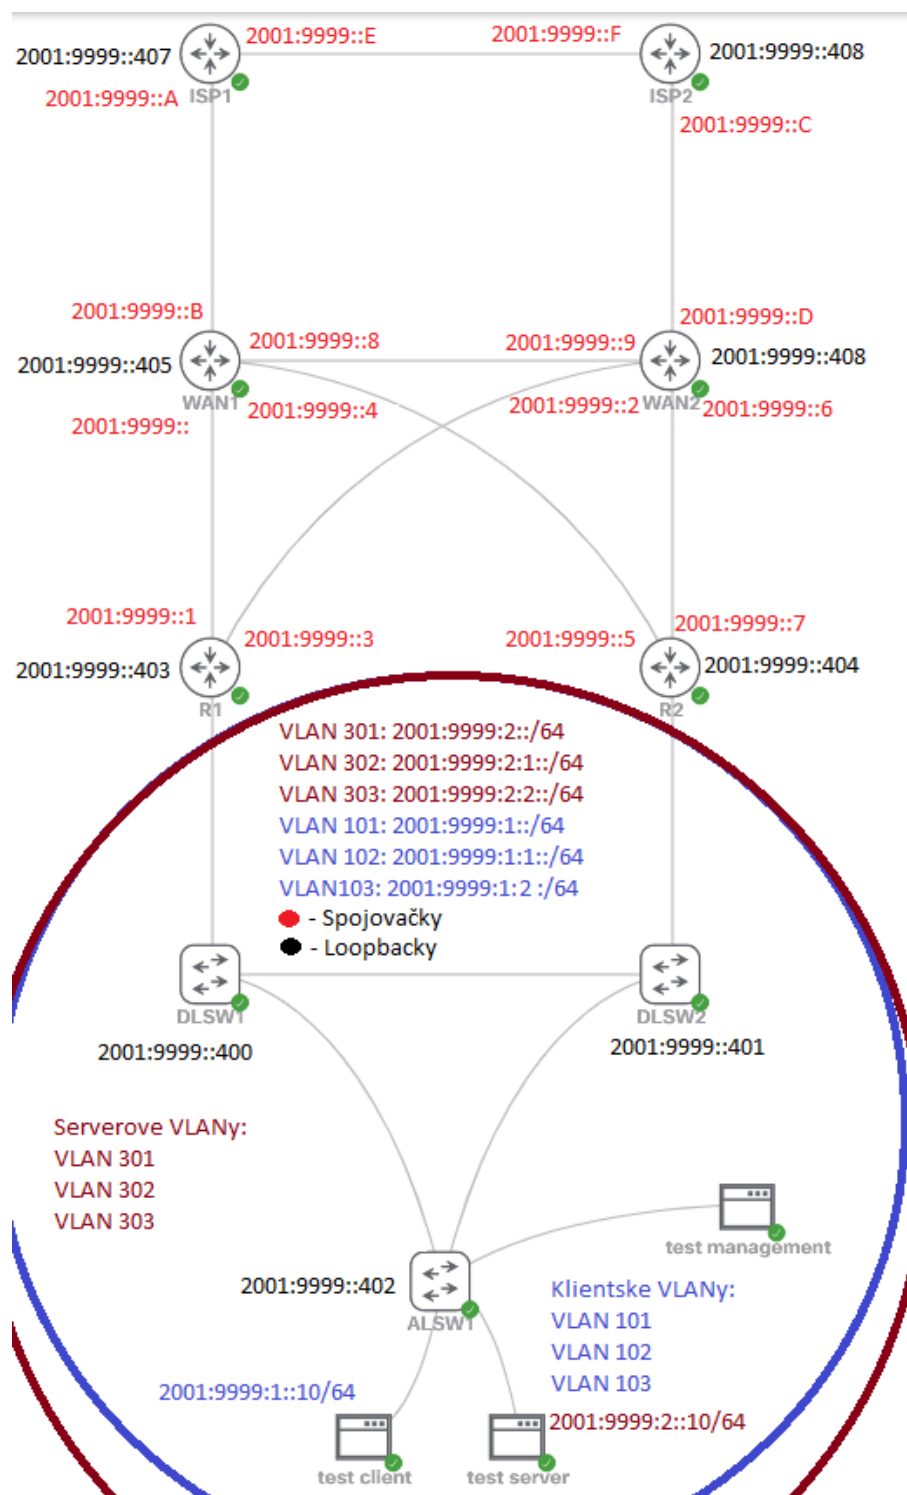 2001:9999::407
2001:9999::E
2001:9999::F
2001:9999::408
ISP1
ISP2
2001:9999::A
2001:9999::C
2001:9999::B
2001:9999::D
2001:9999::405
2001:9999::8
2001:9999::9
2001:9999::408
WAN1
2001:9999::4
2001:9999::2
WAN2
2001:9999::6
2001:9999::
2001:9999::1
2001:9999::7
2001:9999::403
2001:9999::3
2001:9999::5
2001:9999::404
R1
R2
VLAN 301: 2001:9999:2::/64
VLAN 302: 2001:9999:2:1::/64
VLAN 303: 2001:9999:2:2::/64
VLAN 101: 2001:9999:1::/64
VLAN 102: 2001:9999:1:1::/64
VLAN103: 2001:9999:1:2 :/64
- Spojovačky
- Loopbacky
DLSW1
DLSW2
2001:9999::400
2001:9999::401
Serverove VLANy:
VLAN 301
VLAN 302
VLAN 303
test management
2001:9999::402
ALSW1
Klientske VLANy:
VLAN 101
VLAN 102
VLAN 103
2001:9999:1::10/64
2001:9999:2::10/64
test client
test server